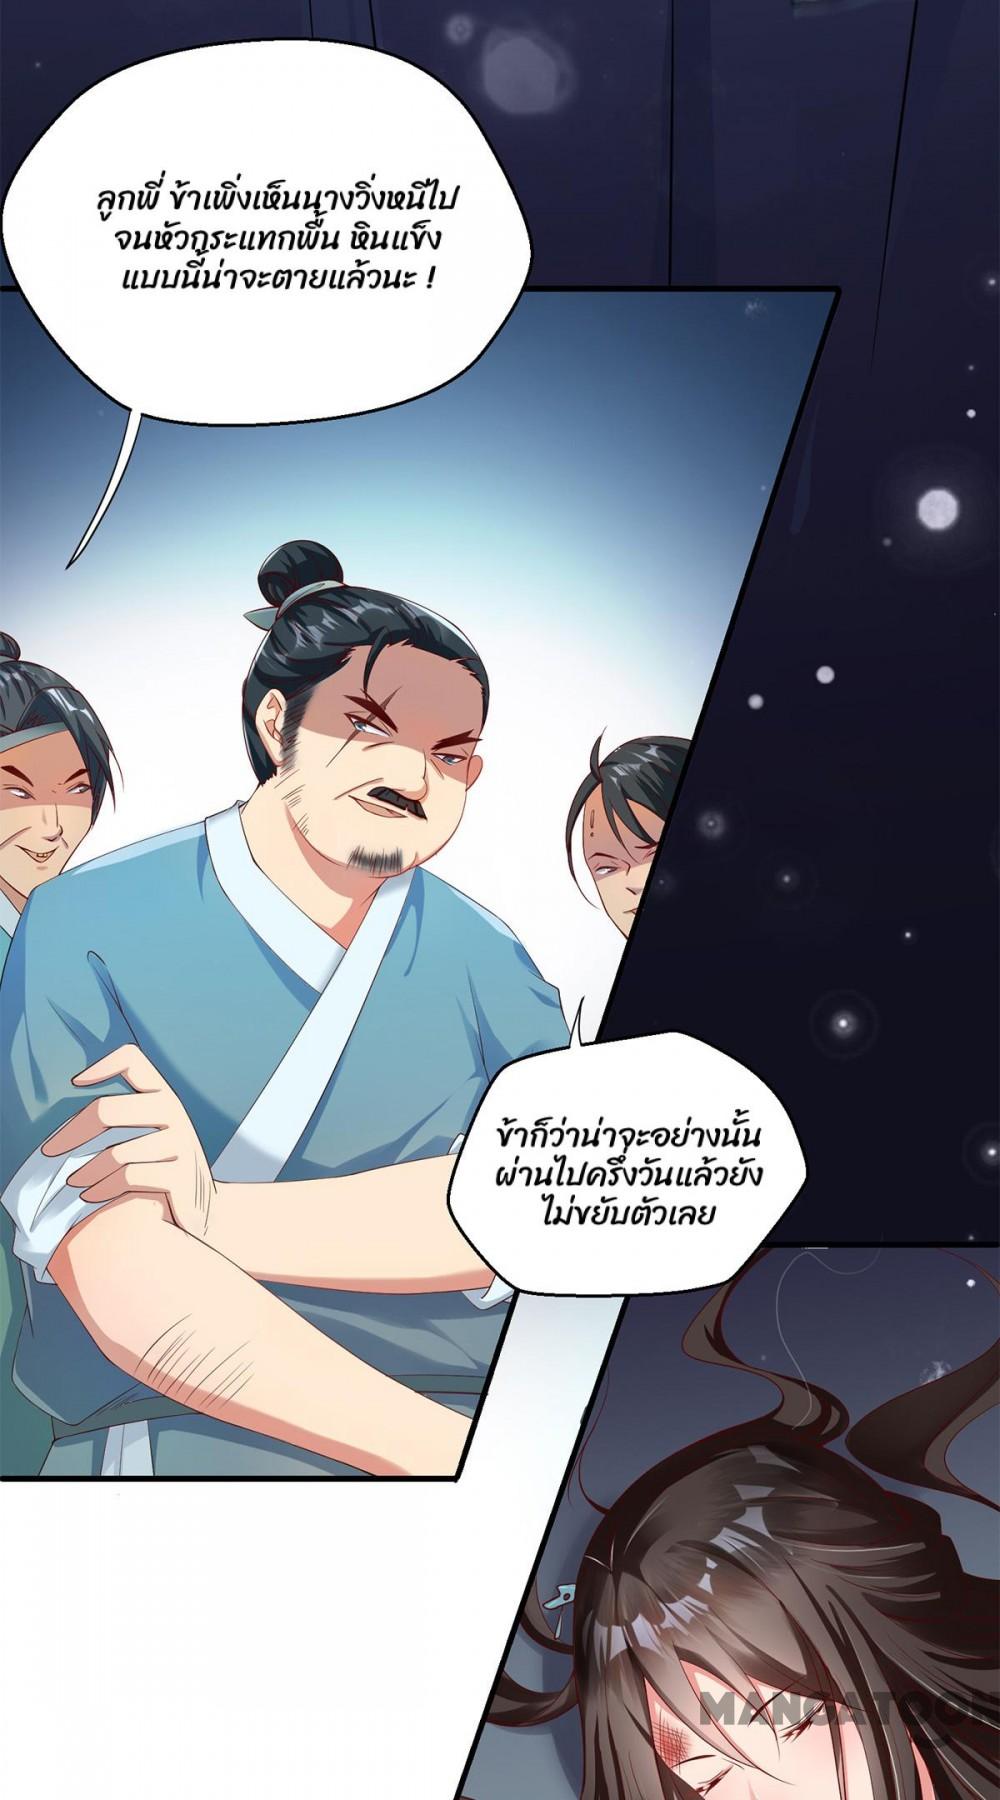 ลูกพี่ ข้าเพิ่งเห็นนางวิ่งหนีไป
จนหัวกระแทกพื้น หินแข็ง
แบบนี้น่าจะตายแล้วนะ !
ข้าก็ว่าน่าจะอย่างนั้น
ผ่านไปครึ่งวันแล้วยัง
ไม่ขยับตัวเลย
MANGATOON